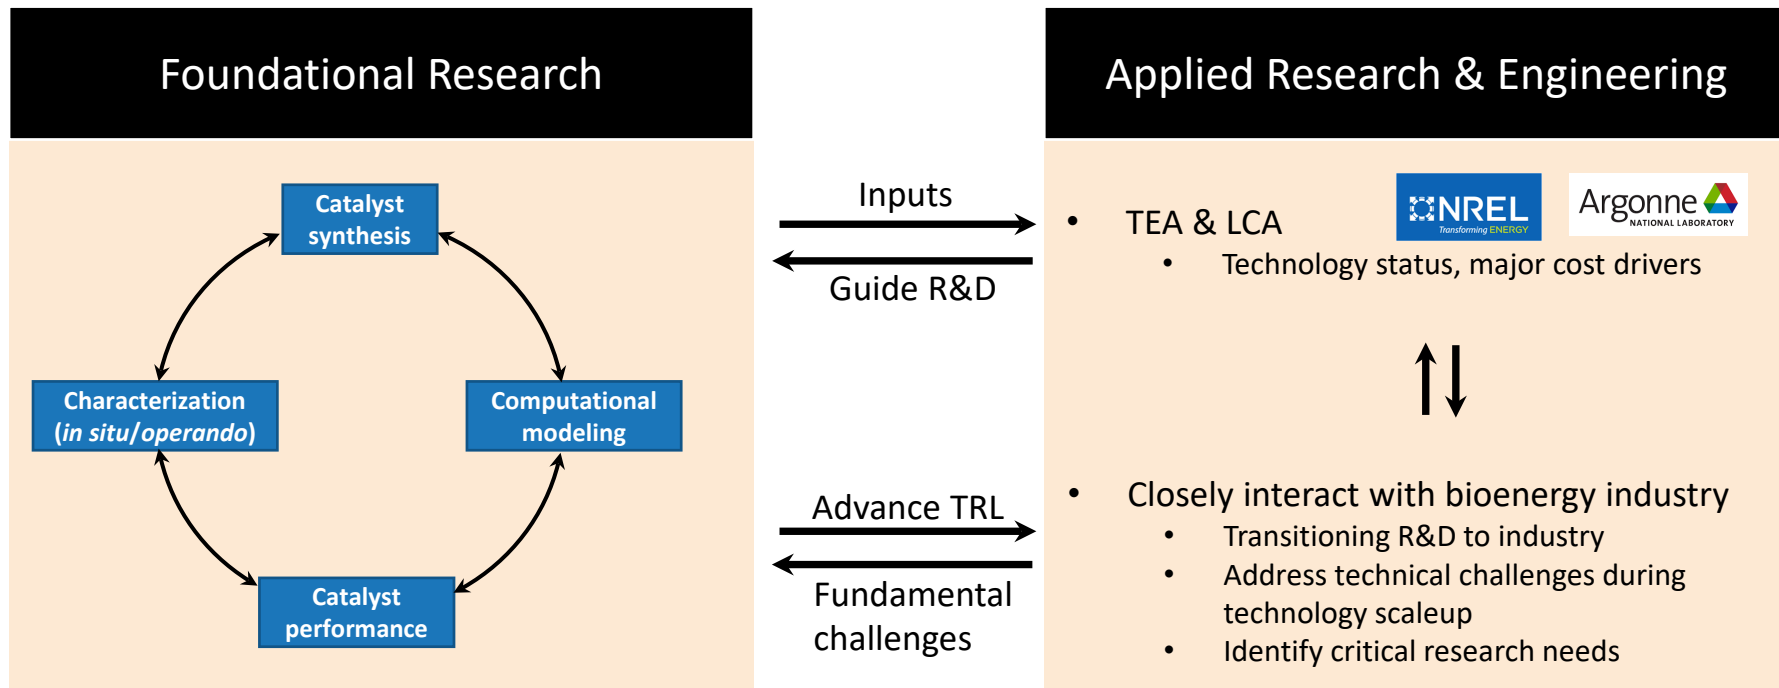 Foundational Research
Catalyst
synthesis
Characterization
(in situ/operando)
Computational
modeling
Catalyst
performance
Inputs
Guide R&D
Advance TRL
Fundamental
challenges
Applied Research & Engineering
• TEA & LCA
NREL
Transforming ENERGY
Argonne
NATIONAL LABORATORY
• Technology status, major cost drivers
• Closely interact with bioenergy industry
• Transitioning R&D to industry
• Address technical challenges during
technology scaleup
• Identify critical research needs